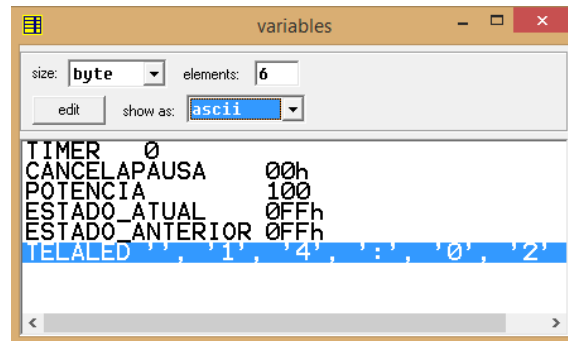 variables
size: byte elements: 6
edit show as: ascii
TIMER 0
CANCELAPAUSA 00h
POTENCIA 100
ESTADO_ATUAL 0FFh
ESTADO_ANTERIOR 0FFh
TELALED '', '1', '4', ':', '0', '2'